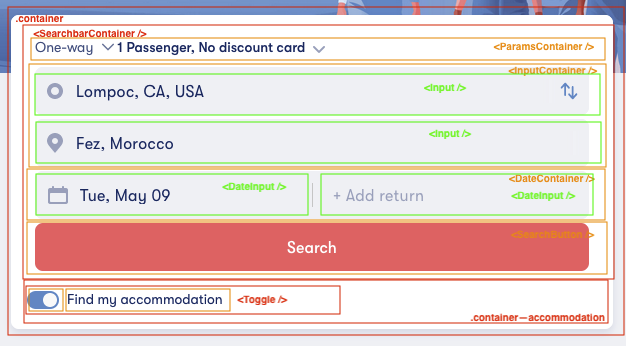 .container
<SearchbarContainer />
One-way 1 Passenger, No discount card <ParamsContainer />
<InputContainer />
Lompoc, CA, USA <Input />
Fez, Morocco <Input />
<DateContainer />
Tue, May 09 <DateInput /> + Add return <DateInput />
<SearchButton />
Search
Find my accommodation <Toggle />
.container—accommodation